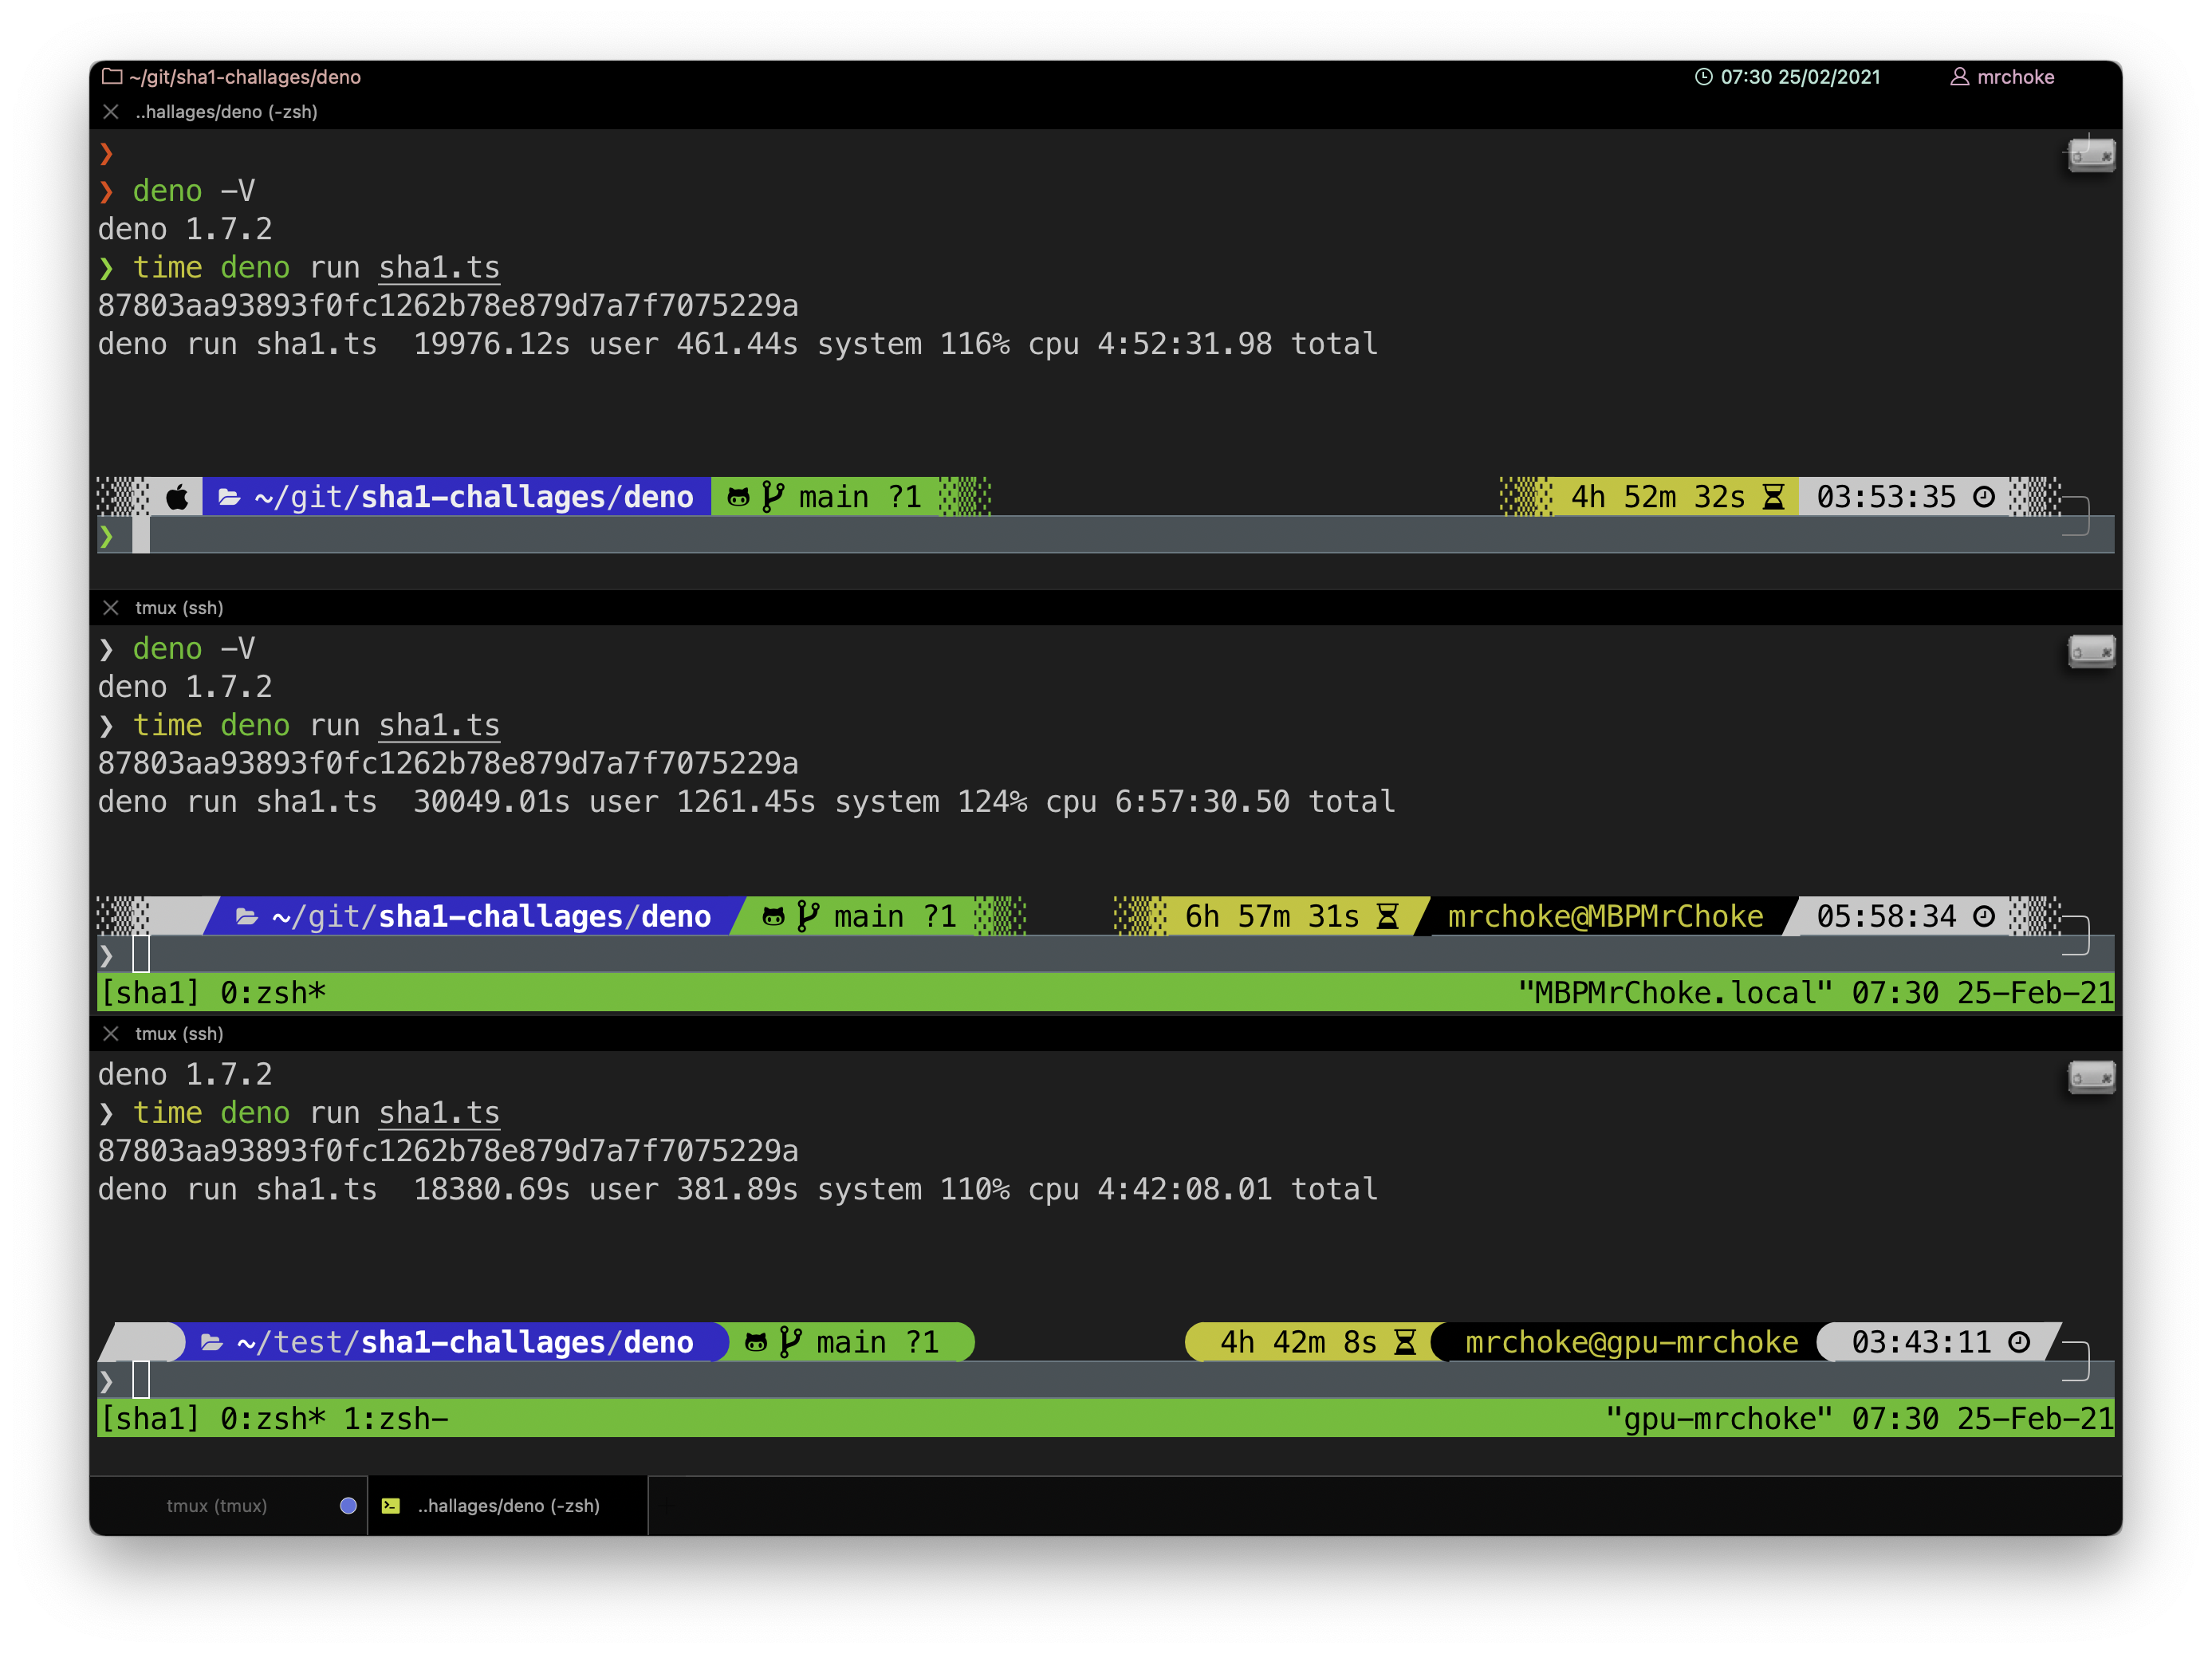 ~/git/sha1-challages/deno 07:30 25/02/2021 mrchoke
..hallages/deno (-zsh)
❯
❯ deno -V
deno 1.7.2
❯ time deno run sha1.ts
87803aa93893f0fc1262b78e879d7a7f7075229a
deno run sha1.ts  19976.12s user 461.44s system 116% cpu 4:52:31.98 total
~/git/sha1-challages/deno main ?1 4h 52m 32s 03:53:35
❯
tmux (ssh)
❯ deno -V
deno 1.7.2
❯ time deno run sha1.ts
87803aa93893f0fc1262b78e879d7a7f7075229a
deno run sha1.ts  30049.01s user 1261.45s system 124% cpu 6:57:30.50 total
~/git/sha1-challages/deno main ?1 6h 57m 31s mrchoke@MBPMrChoke 05:58:34
❯
[sha1] 0:zsh* "MBPMrChoke.local" 07:30 25-Feb-21
tmux (ssh)
deno 1.7.2
❯ time deno run sha1.ts
87803aa93893f0fc1262b78e879d7a7f7075229a
deno run sha1.ts  18380.69s user 381.89s system 110% cpu 4:42:08.01 total
~/test/sha1-challages/deno main ?1 4h 42m 8s mrchoke@gpu-mrchoke 03:43:11
❯
[sha1] 0:zsh* 1:zsh- "gpu-mrchoke" 07:30 25-Feb-21
tmux (tmux) ..hallages/deno (-zsh)